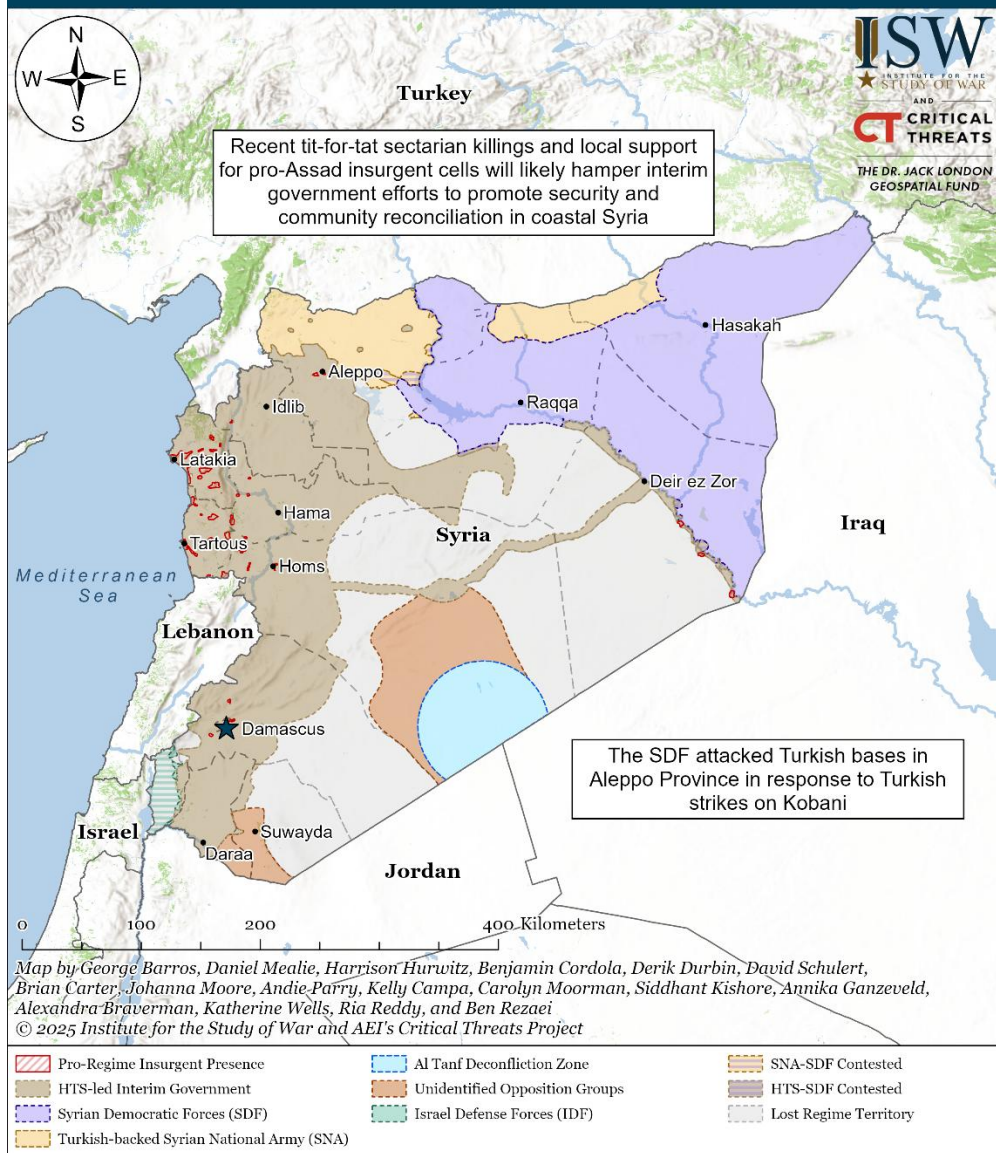 N
W
E
S
ISW
INSTITUTE FOR THE
STUDY OF WAR
AND
CT CRITICAL
THREATS
THE DR. JACK LONDON
GEOSPATIAL FUND
Turkey
Recent tit-for-tat sectarian killings and local support
for pro-Assad insurgent cells will likely hamper interim
government efforts to promote security and
community reconciliation in coastal Syria
Hasakah
Aleppo
Idlib
Raqqa
Latakia
Deir ez Zor
Hama
Syria
Iraq
Tartous
Homs
Mediterranean
Sea
Lebanon
Damascus
The SDF attacked Turkish bases in
Aleppo Province in response to Turkish
strikes on Kobani
Israel
Suwayda
Daraa
Jordan
0 100 200 400 Kilometers
Map by George Barros, Daniel Mealie, Harrison Hurwitz, Benjamin Cordola, Derik Durbin, David Schulert,
Brian Carter, Johanna Moore, Andie Parry, Kelly Campa, Carolyn Moorman, Siddhant Kishore, Annika Ganzeveld,
Alexandra Braverman, Katherine Wells, Ria Reddy, and Ben Rezaei
© 2025 Institute for the Study of War and AEI's Critical Threats Project
Pro-Regime Insurgent Presence
HTS-led Interim Government
Syrian Democratic Forces (SDF)
Turkish-backed Syrian National Army (SNA)
Al Tanf Deconfliction Zone
Unidentified Opposition Groups
Israel Defense Forces (IDF)
SNA-SDF Contested
HTS-SDF Contested
Lost Regime Territory